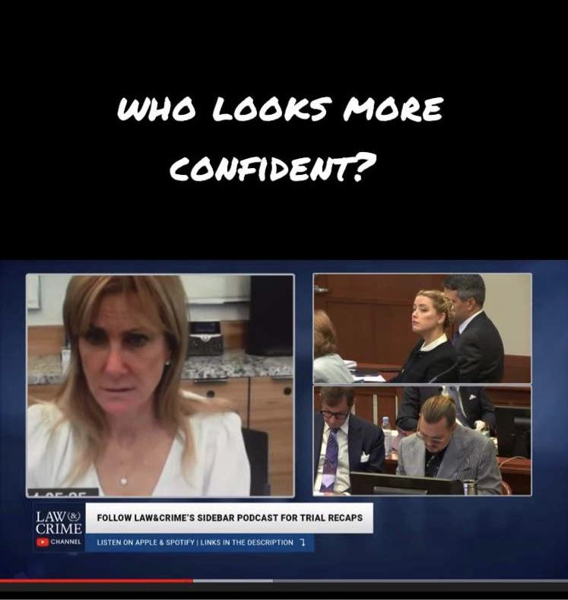 WHO LOOKS MORE
CONFIDENT?
LAW&
CRIME
CHANNEL
FOLLOW LAW&CRIME'S SIDEBAR PODCAST FOR TRIAL RECAPS
LISTEN ON APPLE & SPOTIFY | LINKS IN THE DESCRIPTION